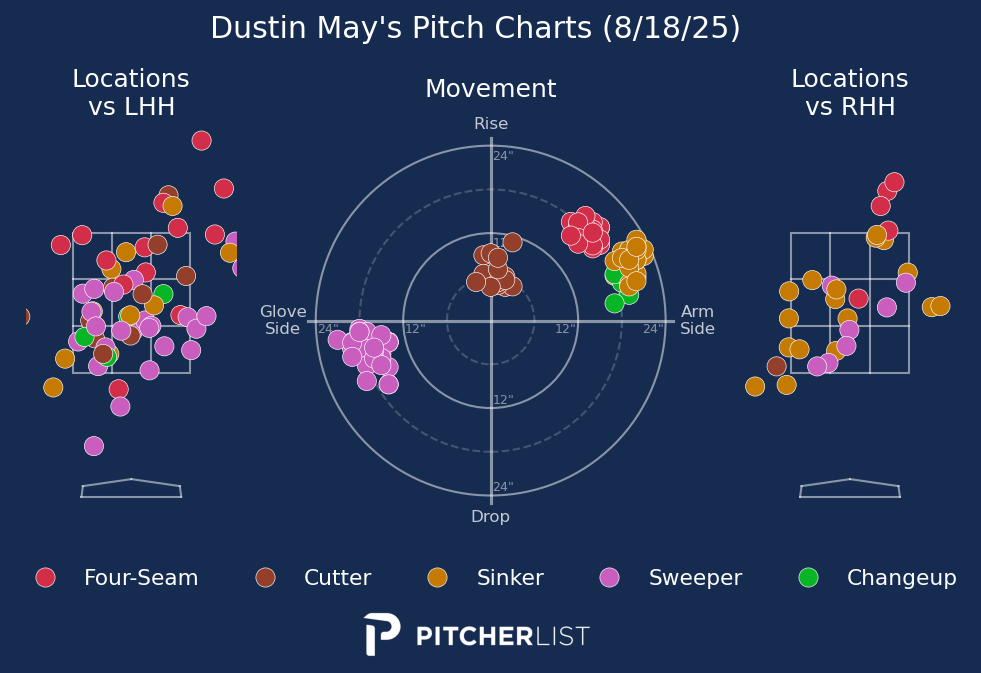 Dustin May's Pitch Charts (8/18/25)
Locations
vs LHH
Movement
Locations
vs RHH
Rise
24"
Glove
Side
24"
12"
12"
24"
Arm
Side
12"
24"
Drop
Four-Seam
Cutter
Sinker
Sweeper
Changeup
PITCHERLIST